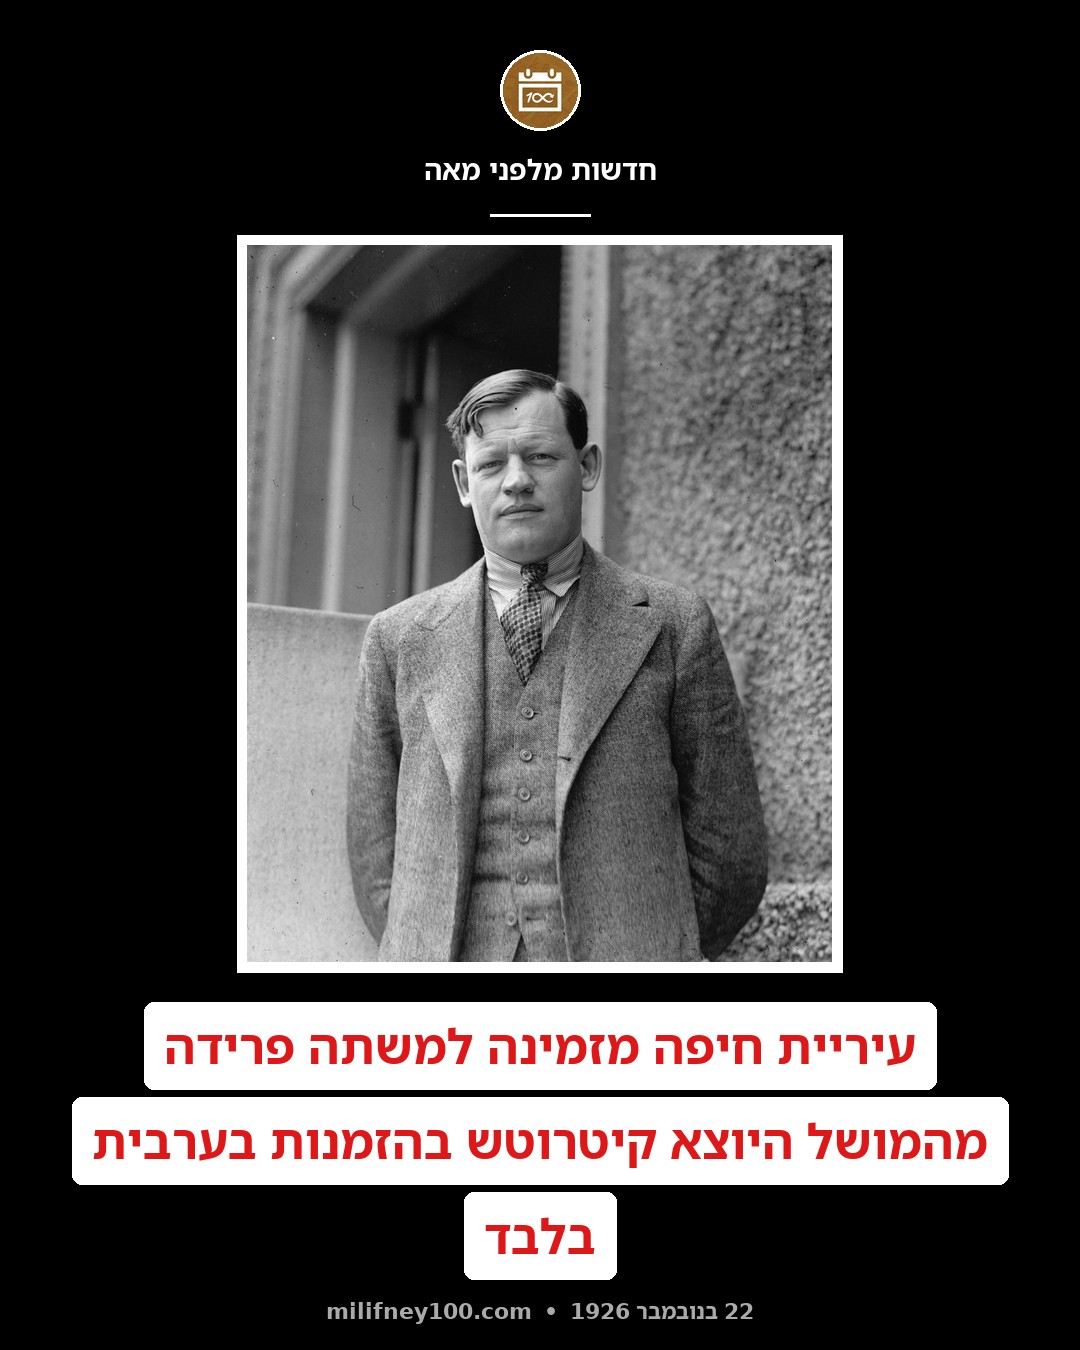 100
חדשות מלפני מאה
עיריית חיפה מזמינה למשתה פרידה
מהמושל היוצא קיטרוטש בהזמנות בערבית
בלבד
22 בנובמבר 1926 • milifney100.com